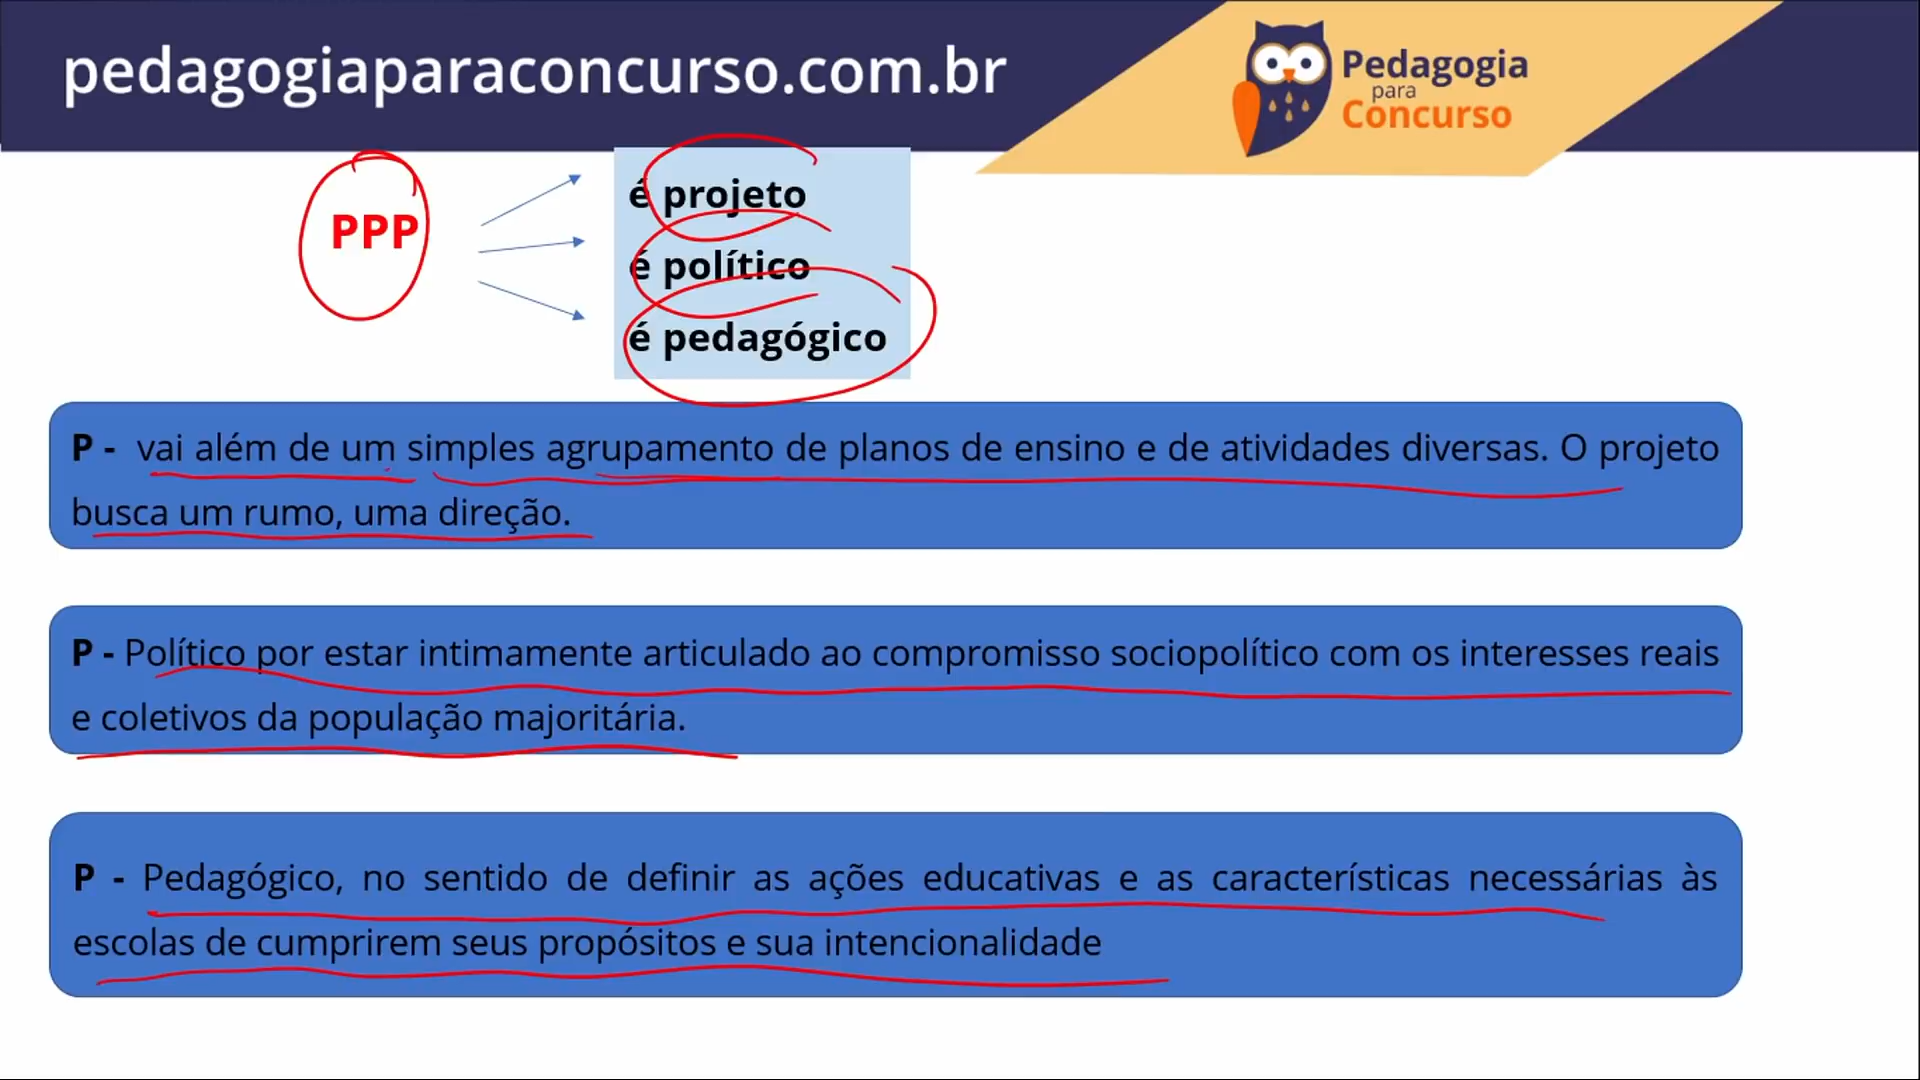 pedagogiaparaconcurso.com.br
Pedagogia
para
Concurso
PPP
é projeto
é político
é pedagógico
P - vai além de um simples agrupamento de planos de ensino e de atividades diversas. O projeto
busca um rumo, uma direção.
P - Político por estar intimamente articulado ao compromisso sociopolítico com os interesses reais
e coletivos da população majoritária.
P - Pedagógico, no sentido de definir as ações educativas e as características necessárias às
escolas de cumprirem seus propósitos e sua intencionalidade